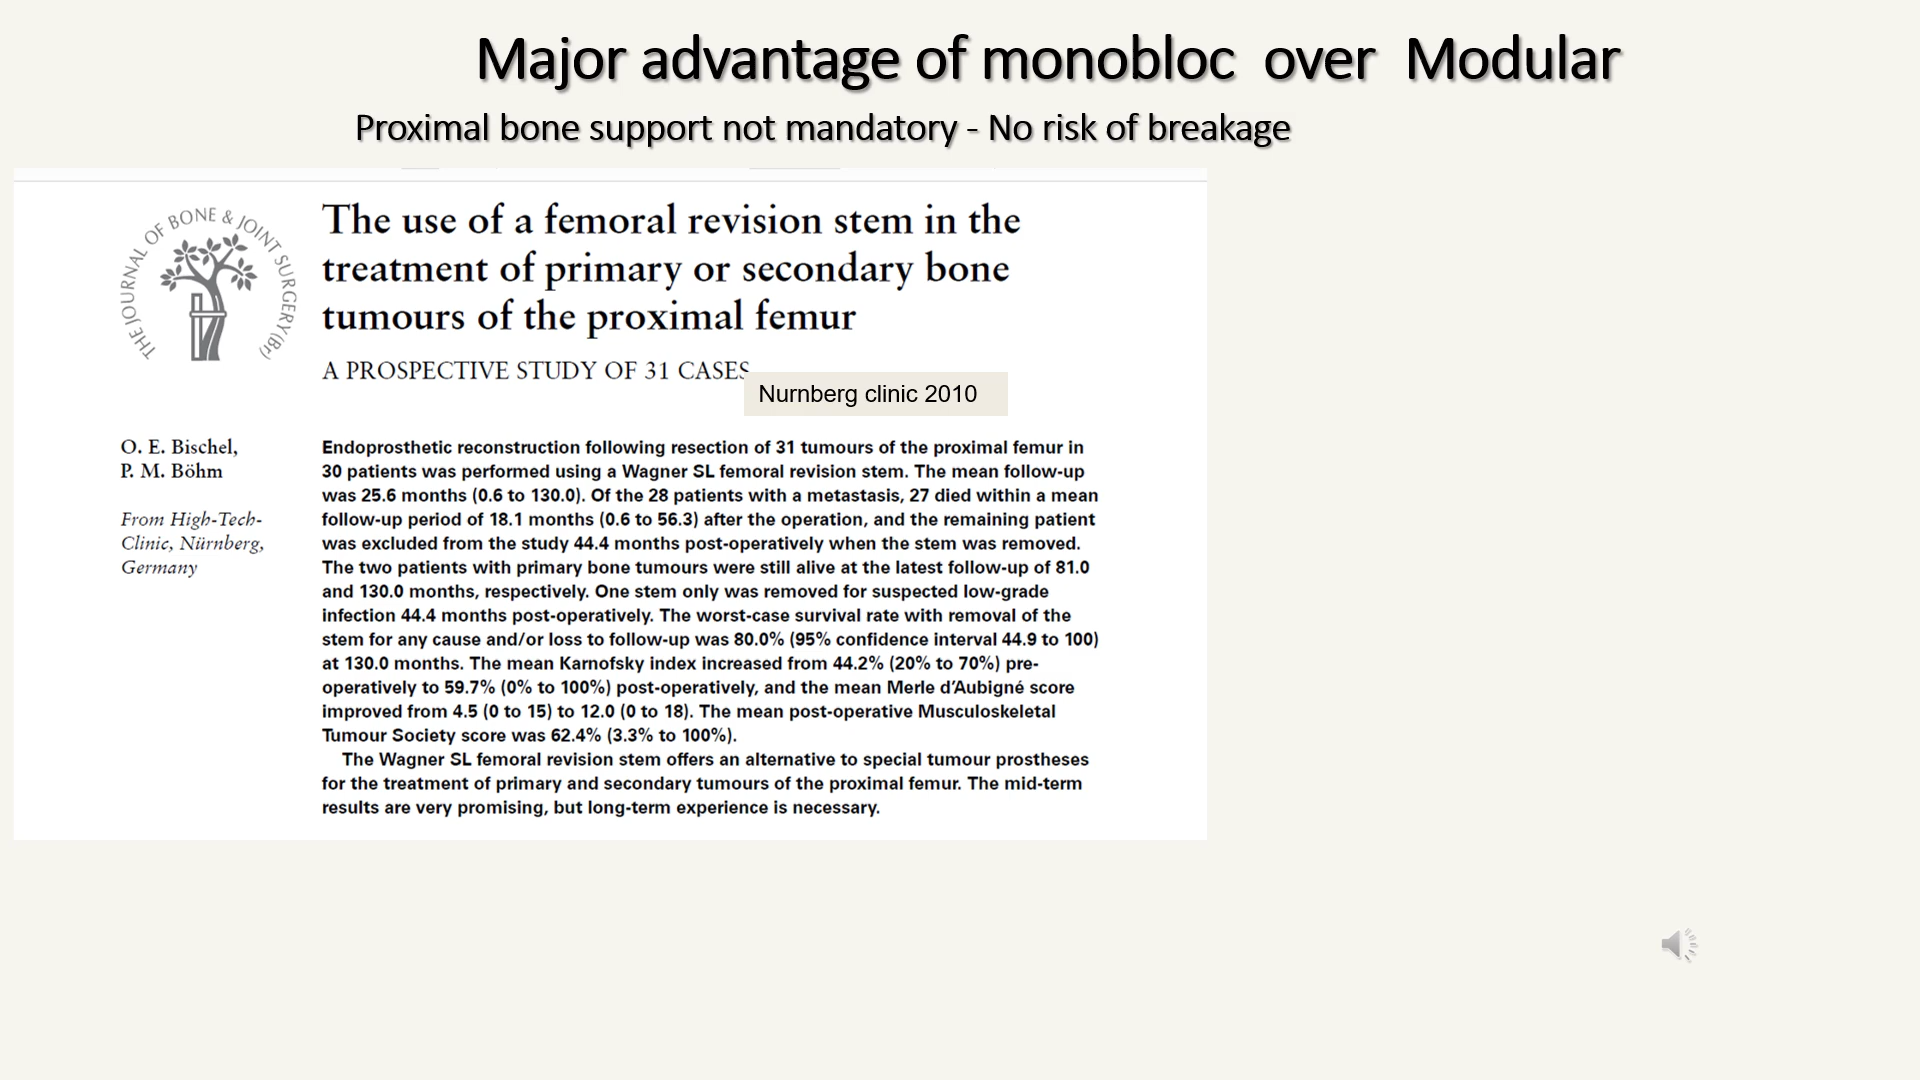 Major advantage of monobloc over Modular
Proximal bone support not mandatory - No risk of breakage
THE JOURNAL OF BONE & JOINT SURGERY (Br)
The use of a femoral revision stem in the
treatment of primary or secondary bone
tumours of the proximal femur
A PROSPECTIVE STUDY OF 31 CASES
Nurnberg clinic 2010
O. E. Bischel,
P. M. Böhm
From High-Tech-
Clinic, Nürnberg,
Germany
Endoprosthetic reconstruction following resection of 31 tumours of the proximal femur in
30 patients was performed using a Wagner SL femoral revision stem. The mean follow-up
was 25.6 months (0.6 to 130.0). Of the 28 patients with a metastasis, 27 died within a mean
follow-up period of 18.1 months (0.6 to 56.3) after the operation, and the remaining patient
was excluded from the study 44.4 months post-operatively when the stem was removed.
The two patients with primary bone tumours were still alive at the latest follow-up of 81.0
and 130.0 months, respectively. One stem only was removed for suspected low-grade
infection 44.4 months post-operatively. The worst-case survival rate with removal of the
stem for any cause and/or loss to follow-up was 80.0% (95% confidence interval 44.9 to 100)
at 130.0 months. The mean Karnofsky index increased from 44.2% (20% to 70%) pre-
operatively to 59.7% (0% to 100%) post-operatively, and the mean Merle d'Aubigné score
improved from 4.5 (0 to 15) to 12.0 (0 to 18). The mean post-operative Musculoskeletal
Tumour Society score was 62.4% (3.3% to 100%).
The Wagner SL femoral revision stem offers an alternative to special tumour prostheses
for the treatment of primary and secondary tumours of the proximal femur. The mid-term
results are very promising, but long-term experience is necessary.